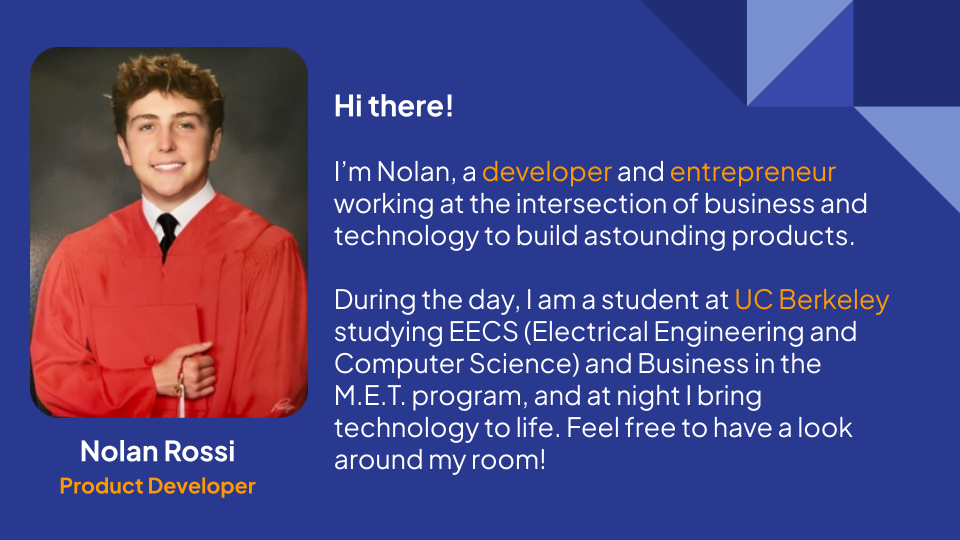 Hi there!
I’m Nolan, a developer and entrepreneur
working at the intersection of business and
technology to build astounding products.
During the day, I am a student at UC Berkeley
studying EECS (Electrical Engineering and
Computer Science) and Business in the
M.E.T. program, and at night I bring
technology to life. Feel free to have a look
around my room!
Nolan Rossi
Product Developer